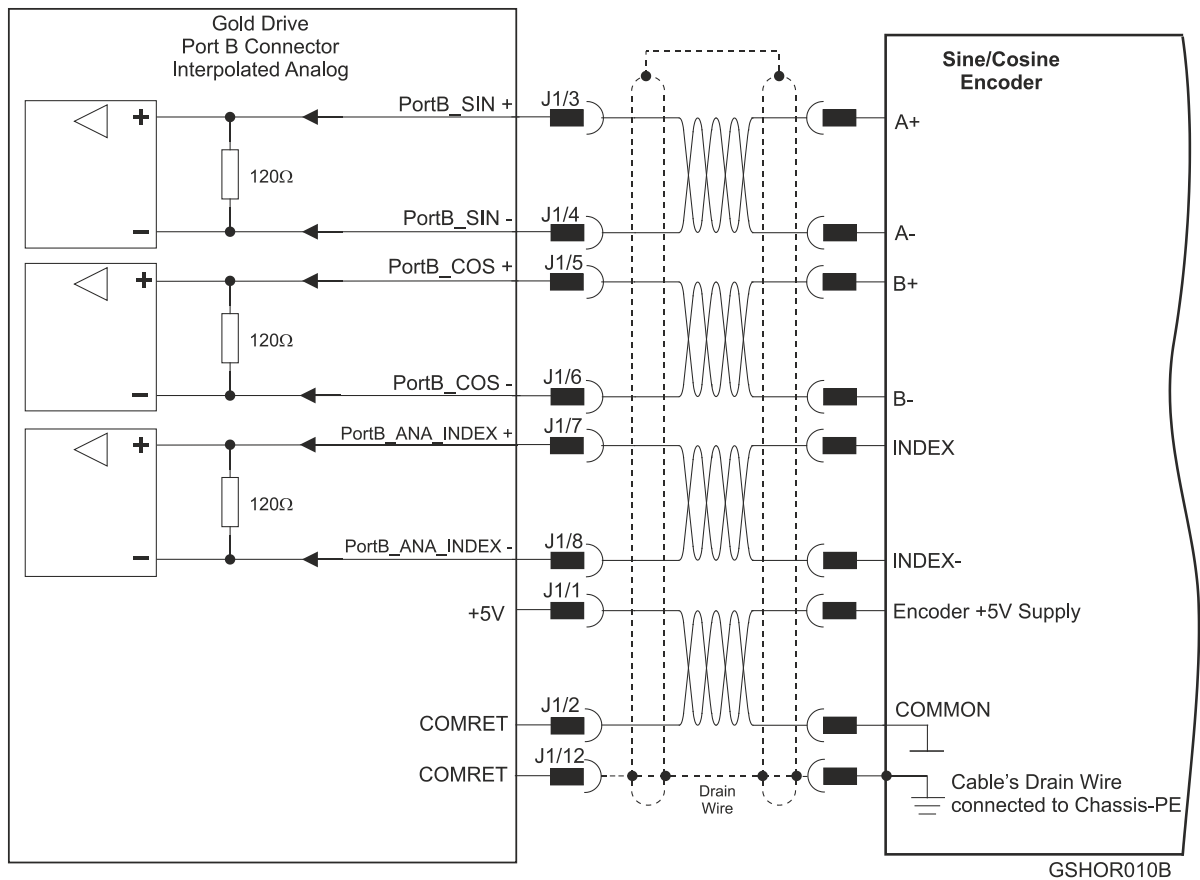 Gold Drive
Port B Connector
Interpolated Analog
Sine/Cosine
Encoder
PortB_SIN +
J1/3
A+
+
120Ω
PortB_SIN -
J1/4
A-
-
PortB_COS +
J1/5
B+
+
120Ω
PortB_COS -
J1/6
B-
-
PortB_ANA_INDEX +
J1/7
INDEX
+
120Ω
PortB_ANA_INDEX -
J1/8
INDEX-
-
+5V
J1/1
Encoder +5V Supply
COMRET
J1/2
COMMON
COMRET
J1/12
Drain
Wire
Cable's Drain Wire
connected to Chassis-PE
GSHOR010B